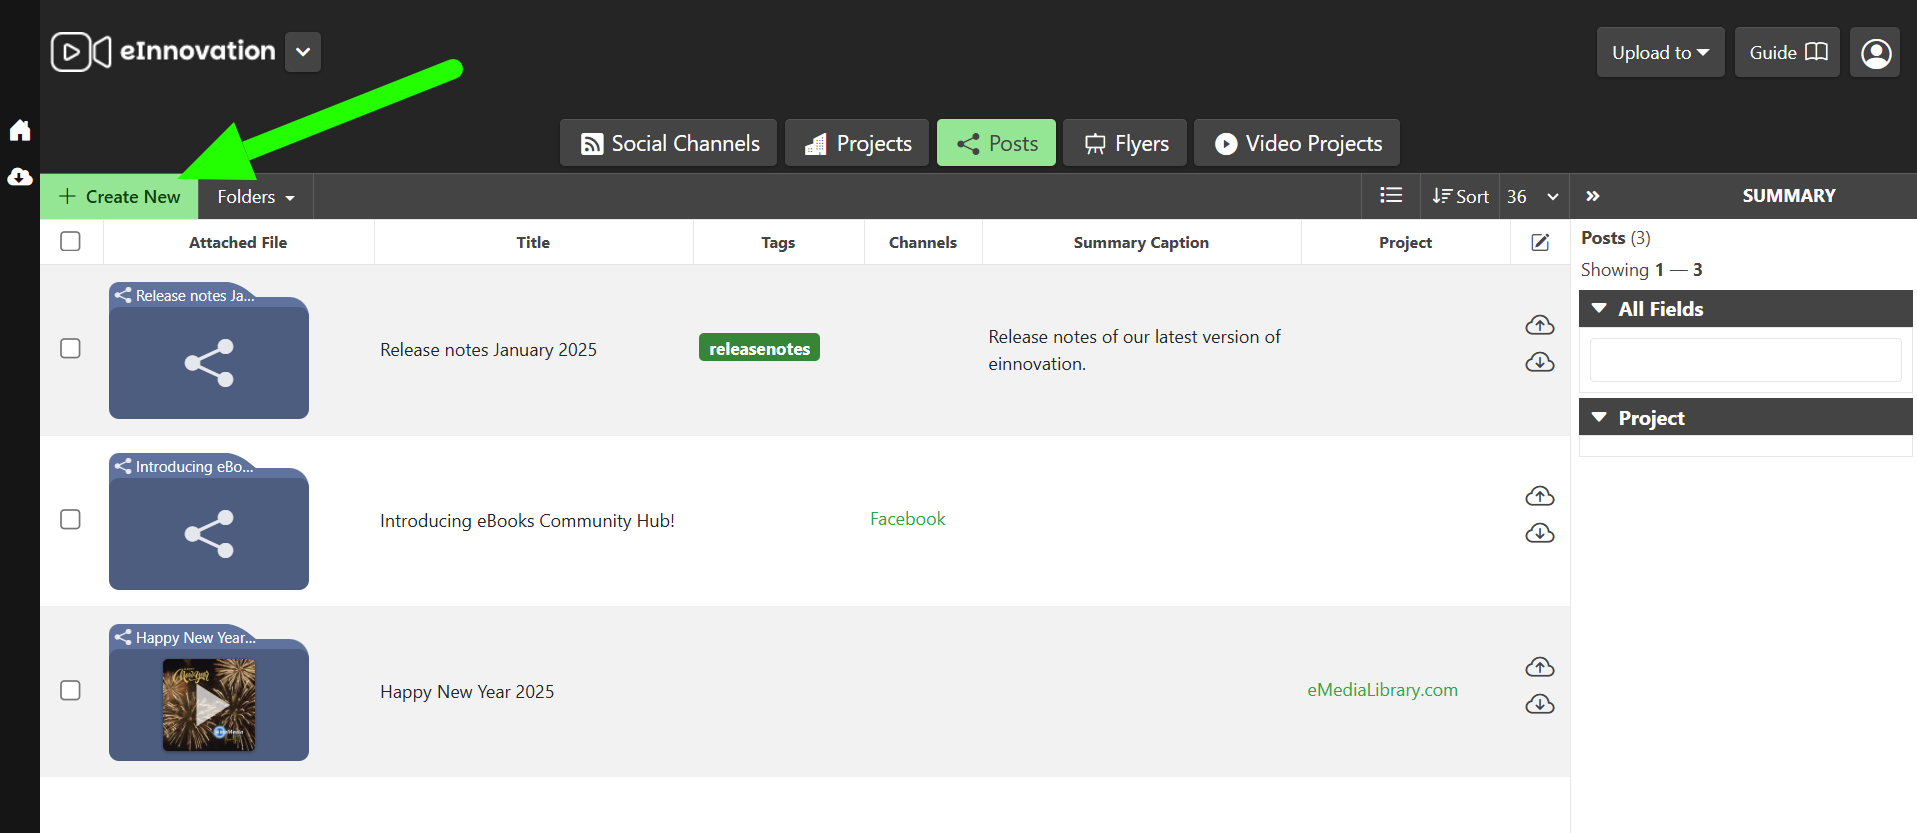 eInnovation
Upload to
Guide
Social Channels
Projects
Posts
Flyers
Video Projects
Create New
Folders
Sort
36
SUMMARY
Attached File
Title
Tags
Channels
Summary Caption
Project
Posts (3)
Showing 1 — 3
All Fields
Project
Release notes Ja...
Release notes January 2025
releasenotes
Release notes of our latest version of
einnovation.
Introducing eBo...
Introducing eBooks Community Hub!
Facebook
Happy New Year...
Happy New Year 2025
eMediaLibrary.com